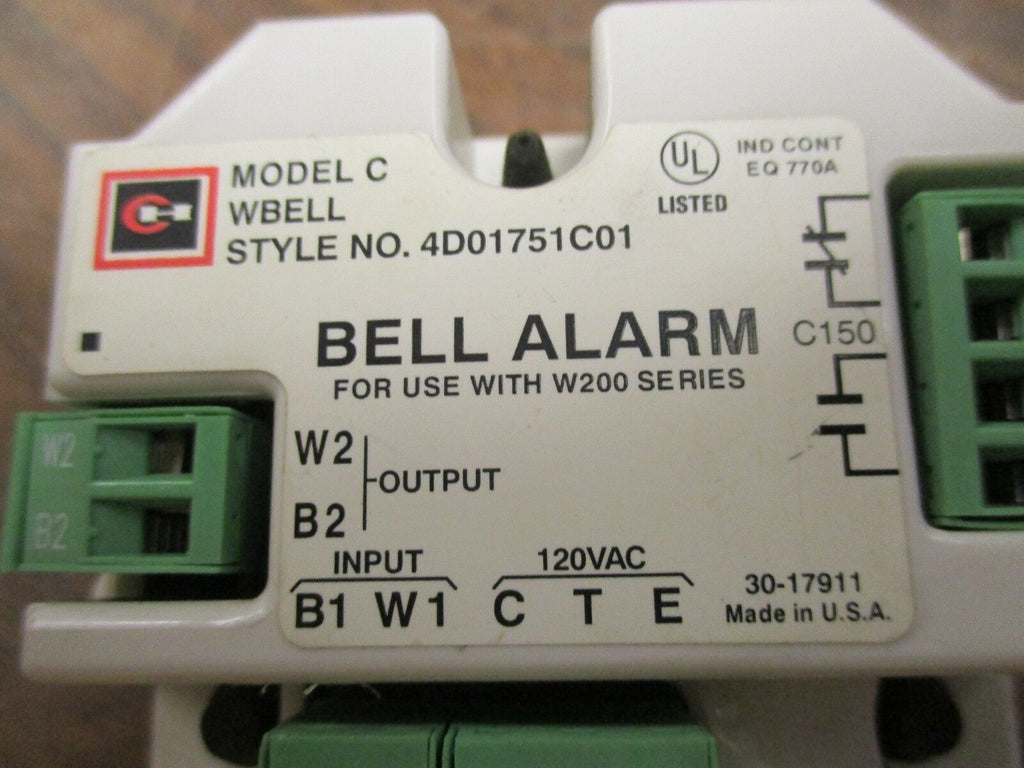 MODEL C
WBELL
STYLE NO. 4D01751C01
UL
LISTED
IND CONT
EQ 770A
BELL ALARM
FOR USE WITH W200 SERIES
C150
W2
B2
W2
OUTPUT
B2
INPUT
B1 W1
120VAC
C T E
30-17911
Made in U.S.A.